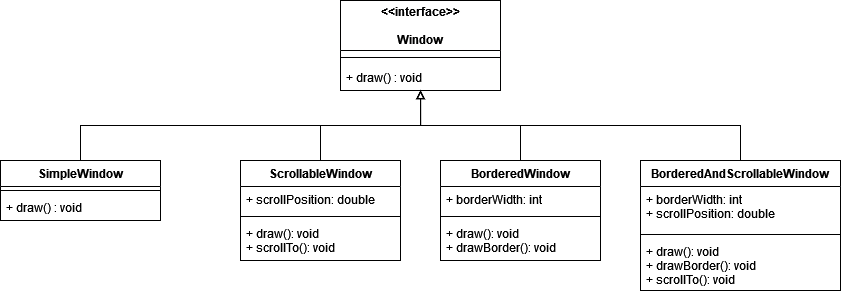 <<interface>>
Window
+ draw() : void
SimpleWindow
+ draw() : void
ScrollableWindow
+ scrollPosition: double
+ draw(): void
+ scrollTo(): void
BorderedWindow
+ borderWidth: int
+ draw(): void
+ drawBorder(): void
BorderedAndScrollableWindow
+ borderWidth: int
+ scrollPosition: double
+ draw(): void
+ drawBorder(): void
+ scrollTo(): void